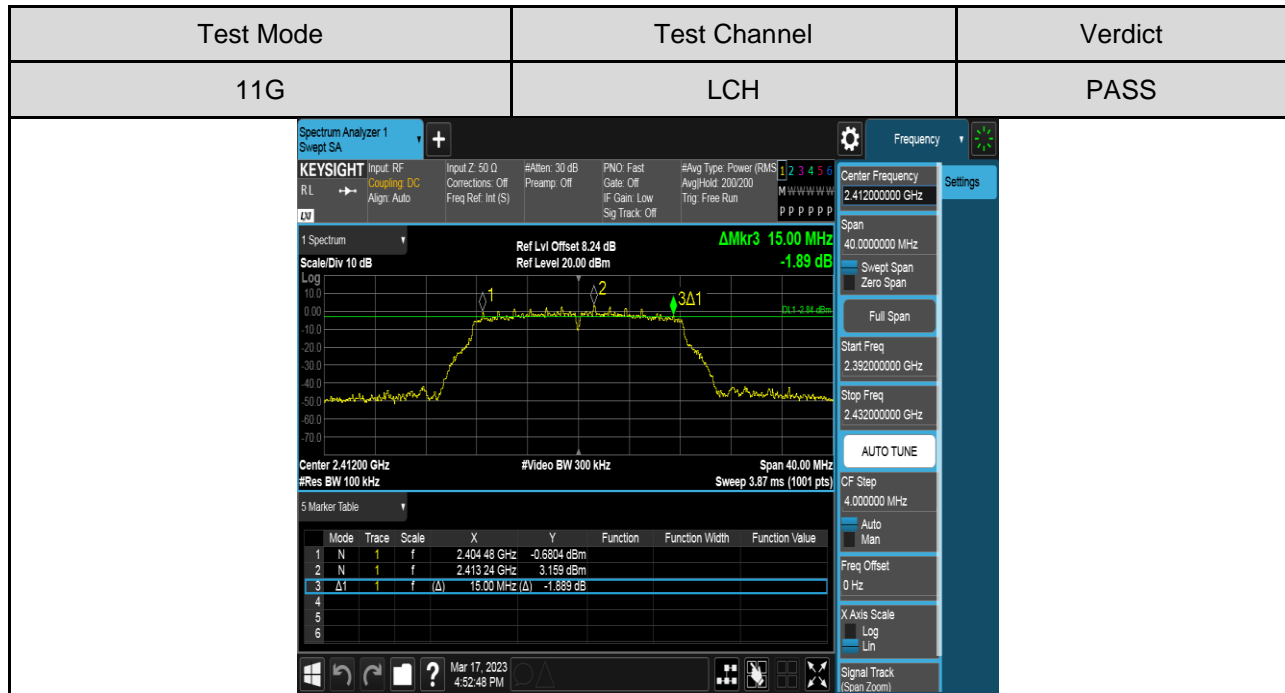 Test Mode Test Channel Verdict
11G LCH PASS
Spectrum Analyzer 1
Swept SA
+
Frequency
KEYSIGHT Input: RF Input Z: 50 Ω #Atten: 30 dB PNO: Fast #Avg Type: Power (RMS 1 2 3 4 5 6
RL Coupling: DC Corrections: Off Preamp: Off Gate: Off Avg|Hold: 200/200 M W W W W W
Align: Auto Freq Ref: Int (S) IF Gain: Low Trig: Free Run
LXI Sig Track: Off P P P P P P
1 Spectrum
Ref Lvl Offset 8.24 dB ΔMkr3 15.00 MHz
Scale/Div 10 dB Ref Level 20.00 dBm -1.89 dB
Log
10.0
0.00
-10.0
-20.0
-30.0
-40.0
-50.0
-60.0
-70.0
1 2 3Δ1
DL1 -2.84 dBm
Center 2.41200 GHz #Video BW 300 kHz Span 40.00 MHz
#Res BW 100 kHz Sweep 3.87 ms (1001 pts)
5 Marker Table
Mode Trace Scale X Y Function Function Width Function Value
1 N 1 f 2.404 48 GHz -0.6804 dBm
2 N 1 f 2.413 24 GHz 3.159 dBm
3 Δ1 1 f (Δ) 15.00 MHz (Δ) -1.889 dB
4
5
6
Mar 17, 2023
4:52:48 PM
?
Center Frequency
2.412000000 GHz
Settings
Span
40.0000000 MHz
Swept Span
Zero Span
Full Span
Start Freq
2.392000000 GHz
Stop Freq
2.432000000 GHz
AUTO TUNE
CF Step
4.000000 MHz
Auto
Man
Freq Offset
0 Hz
X Axis Scale
Log
Lin
Signal Track
(Span Zoom)